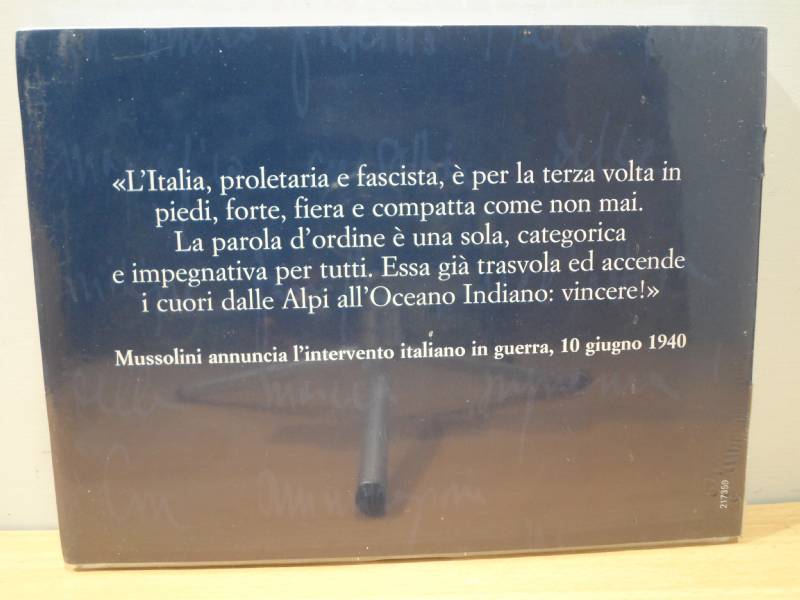 «L'Italia, proletaria e fascista, è per la terza volta in
piedi, forte, fiera e compatta come non mai.
La parola d'ordine è una sola, categorica
e impegnativa per tutti. Essa già trasvola ed accende
i cuori dalle Alpi all'Oceano Indiano: vincere!»
Mussolini annuncia l'intervento italiano in guerra, 10 giugno 1940
217359